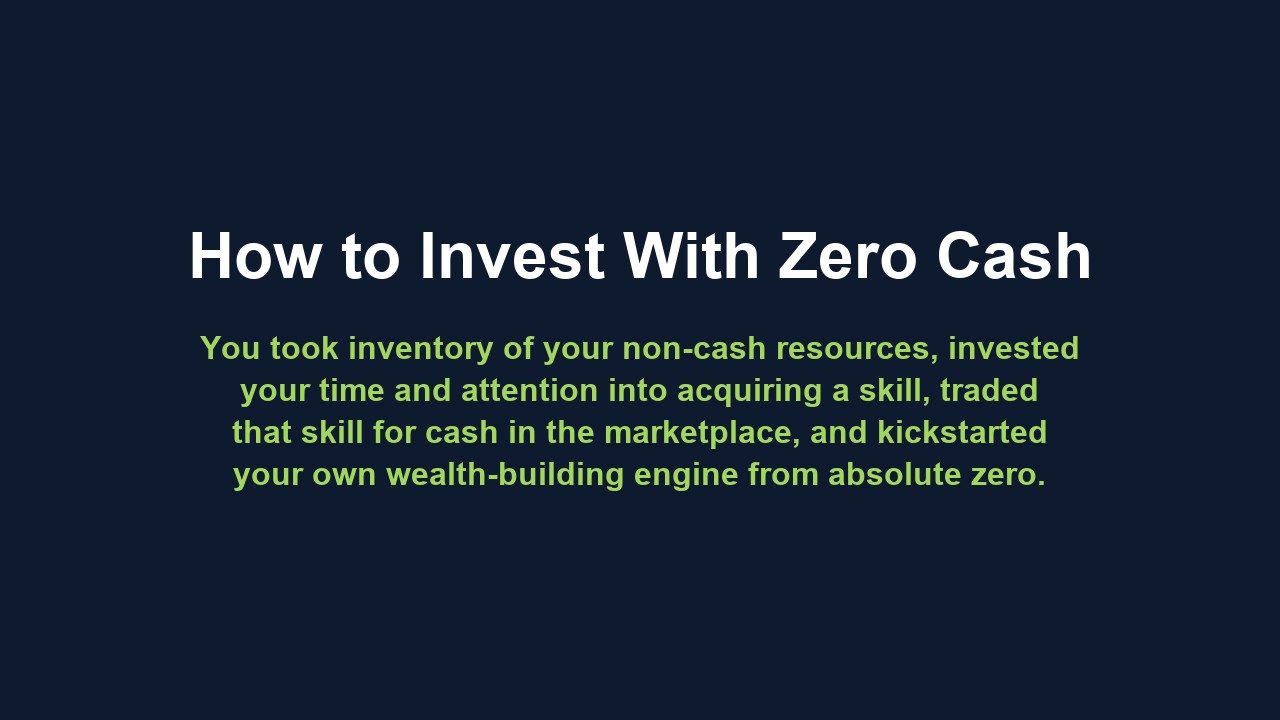 How to Invest With Zero Cash
You took inventory of your non-cash resources, invested
your time and attention into acquiring a skill, traded
that skill for cash in the marketplace, and kickstarted
your own wealth-building engine from absolute zero.